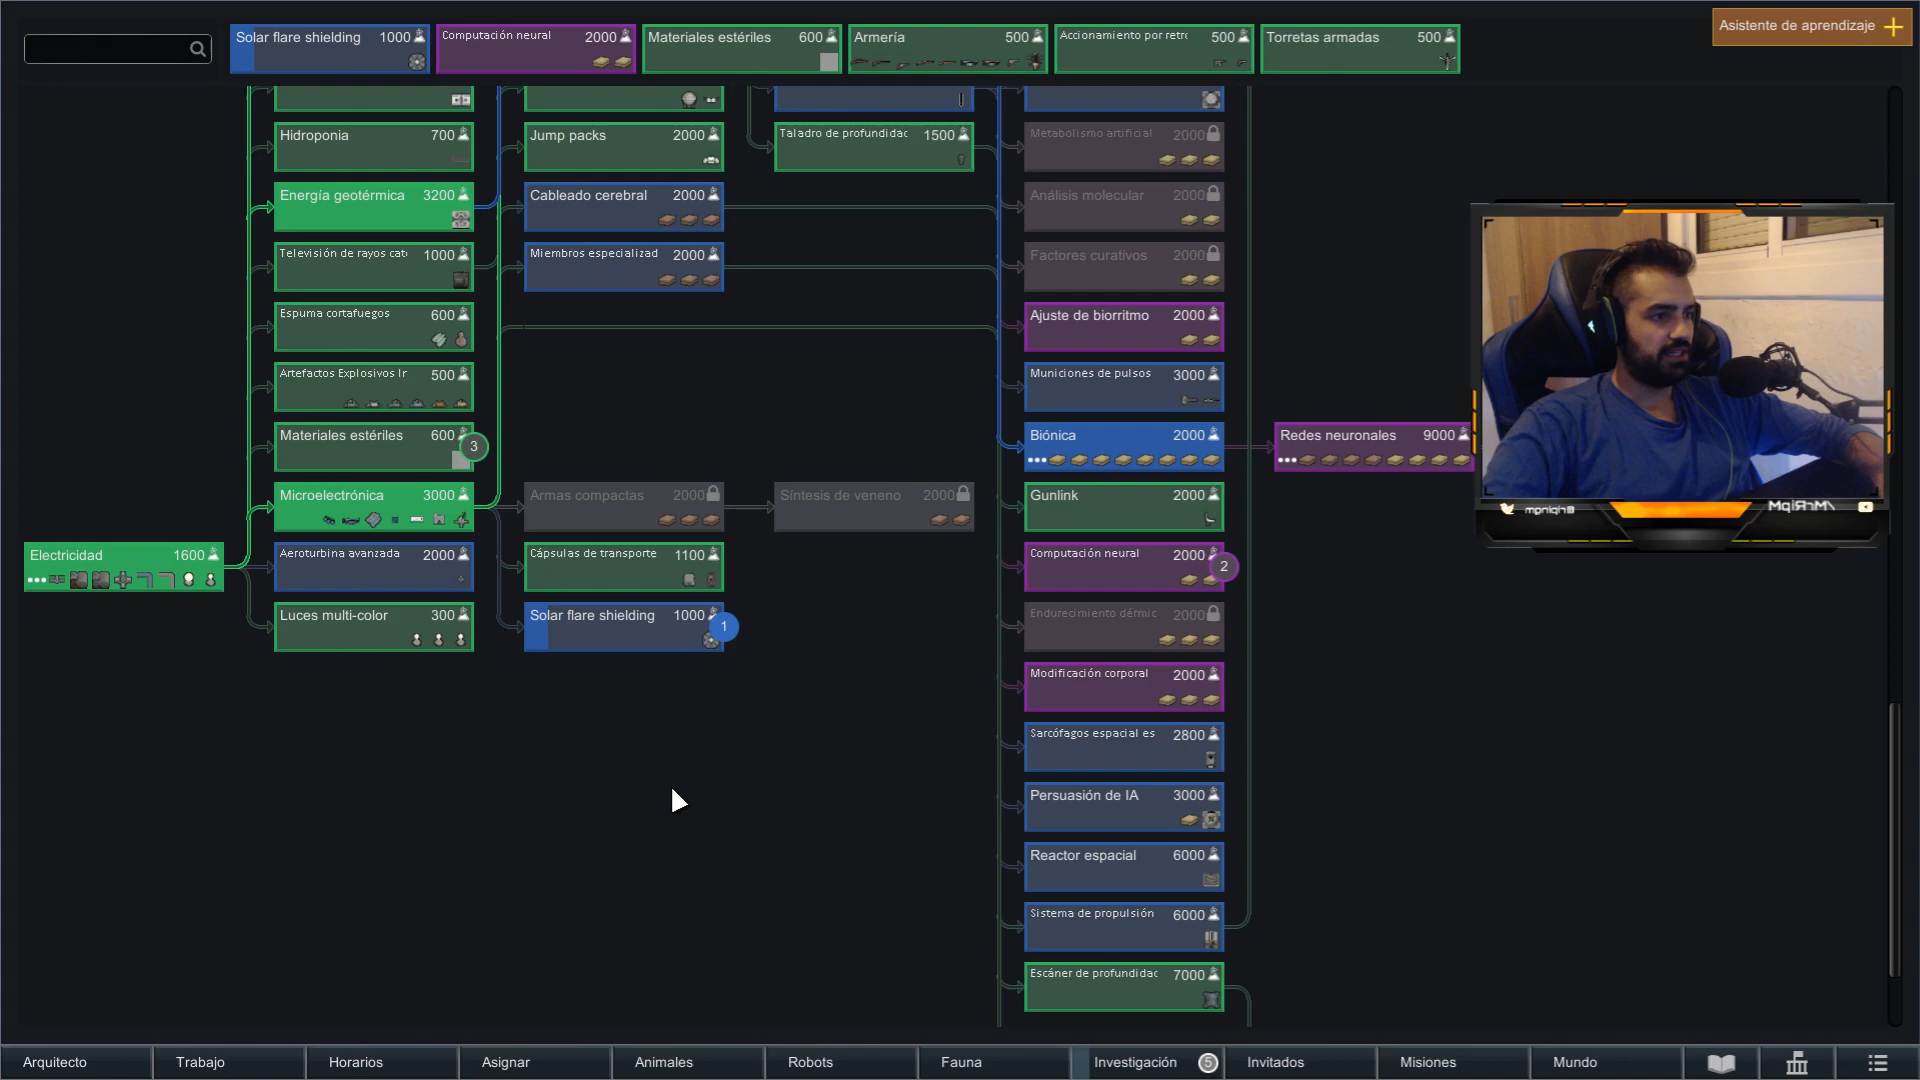 Solar flare shielding 1000
Computación neural 2000
Materiales estériles 600
Armería 500
Accionamiento por retro 500
Torretas armadas 500
Asistente de aprendizaje
Hidroponia 700
Jump packs 2000
Taladro de profundidac 1500
Metabolismo artificial 2000
Energía geotérmica 3200
Cableado cerebral 2000
Análisis molecular 2000
Televisión de rayos cat 1000
Miembros especializad 2000
Factores curativos 2000
Espuma cortafuegos 600
Ajuste de biorritmo 2000
Artefactos Explosivos Ir 500
Municiones de pulsos 3000
Materiales estériles 600
3
Biónica 2000
Redes neuronales 9000
Microelectrónica 3000
Armas compactas 2000
Síntesis de veneno 2000
Gunlink 2000
Electricidad 1600
Aeroturbina avanzada 2000
Cápsulas de transporte 1100
Computación neural 2000
2
Luces multi-color 300
Solar flare shielding 1000
1
Endurecimiento dérmic 2000
Modificación corporal 2000
Sarcófagos espacial es 2800
Persuasión de IA 3000
Reactor espacial 6000
Sistema de propulsión 6000
Escáner de profundidac 7000
Arquitecto
Trabajo
Horarios
Asignar
Animales
Robots
Fauna
Investigación 5
Invitados
Misiones
Mundo